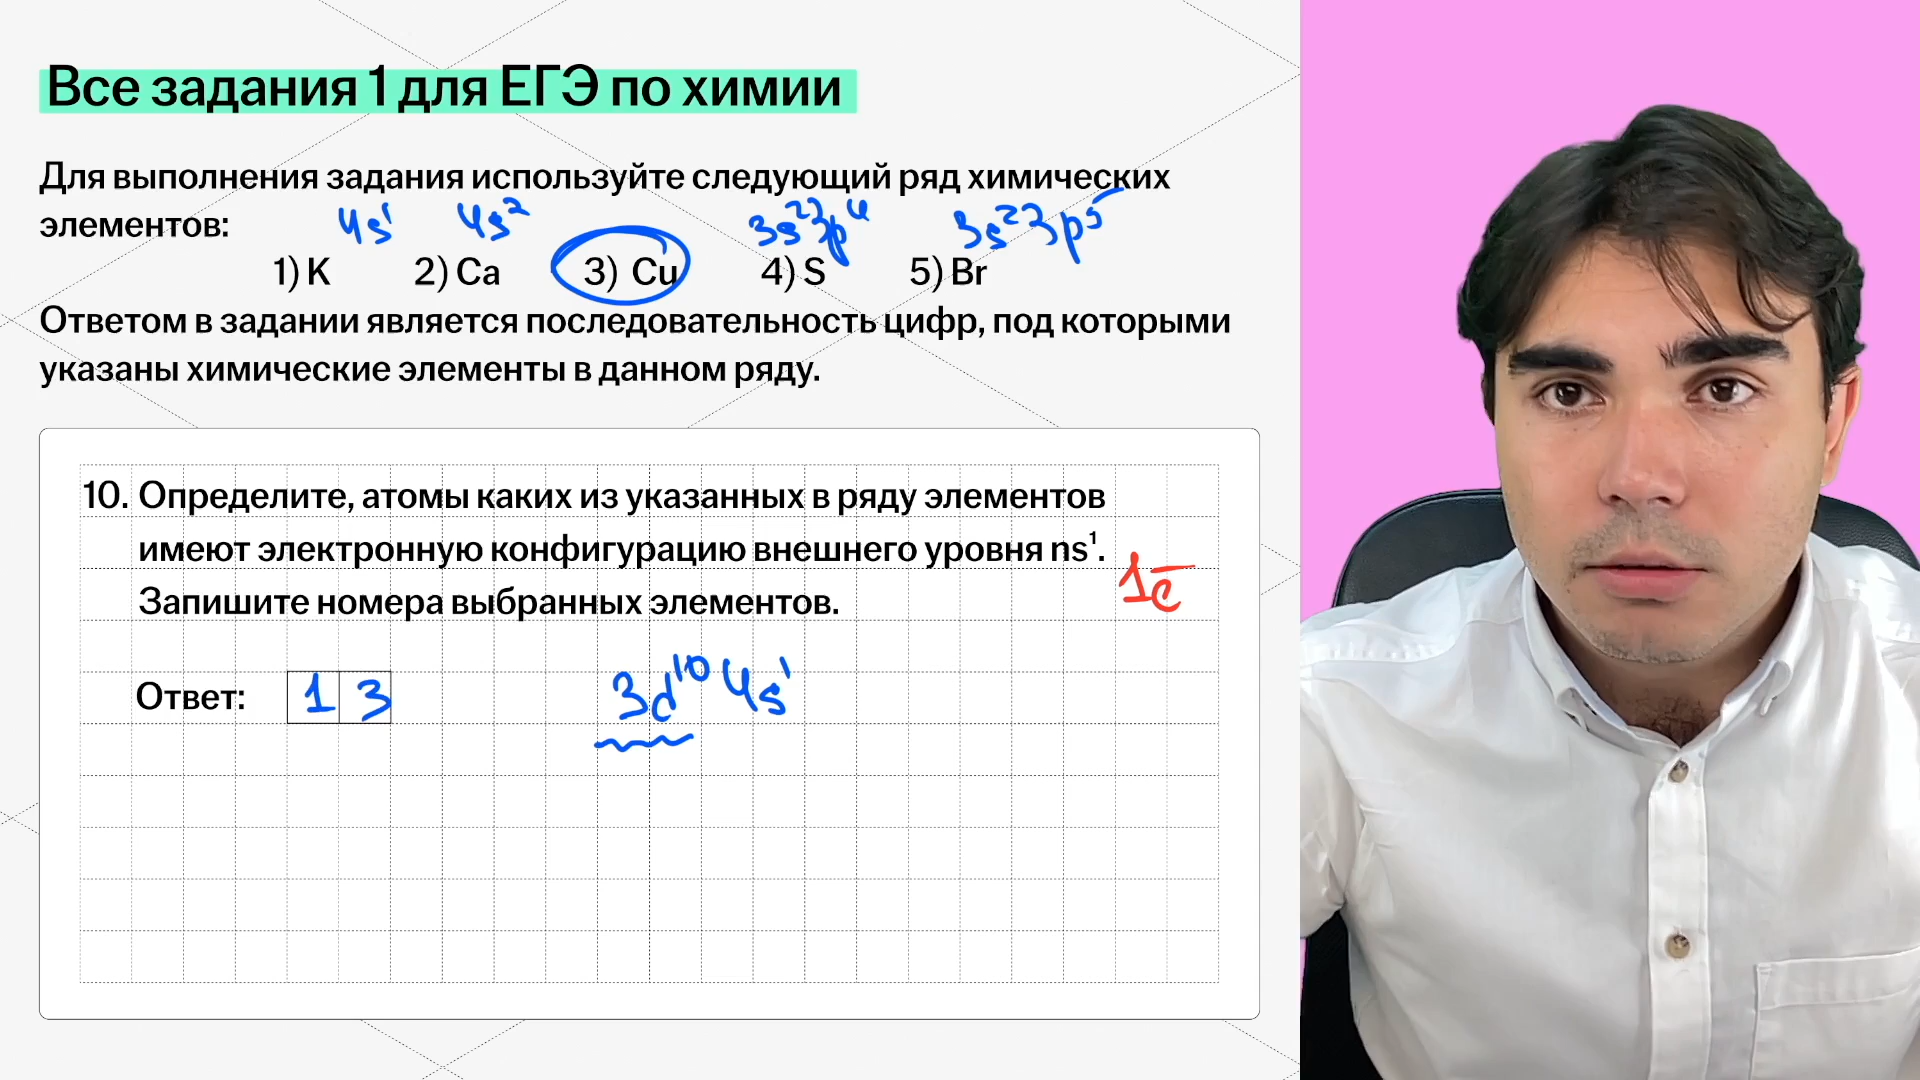 Все задания 1 для ЕГЭ по химии
Для выполнения задания используйте следующий ряд химических
элементов:
4s¹ 4s² 3s²3p⁴ 3s²3p⁵
1) K 2) Ca 3) Cu 4) S 5) Br
Ответом в задании является последовательность цифр, под которыми
указаны химические элементы в данном ряду.
10. Определите, атомы каких из указанных в ряду элементов
имеют электронную конфигурацию внешнего уровня ns¹.
1ē
Запишите номера выбранных элементов.
Ответ: 1 3 3d¹⁰ 4s¹